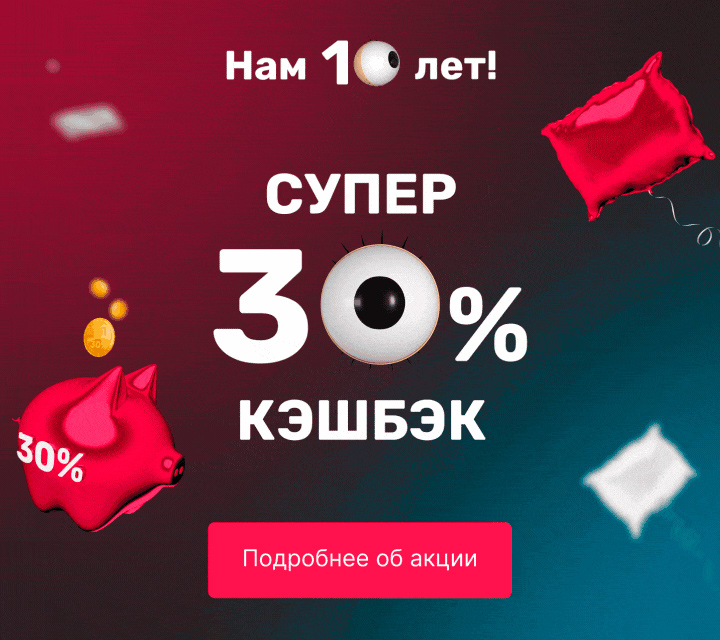 Нам 10 лет!
СУПЕР
30%
КЭШБЭК
30%
Подробнее об акции